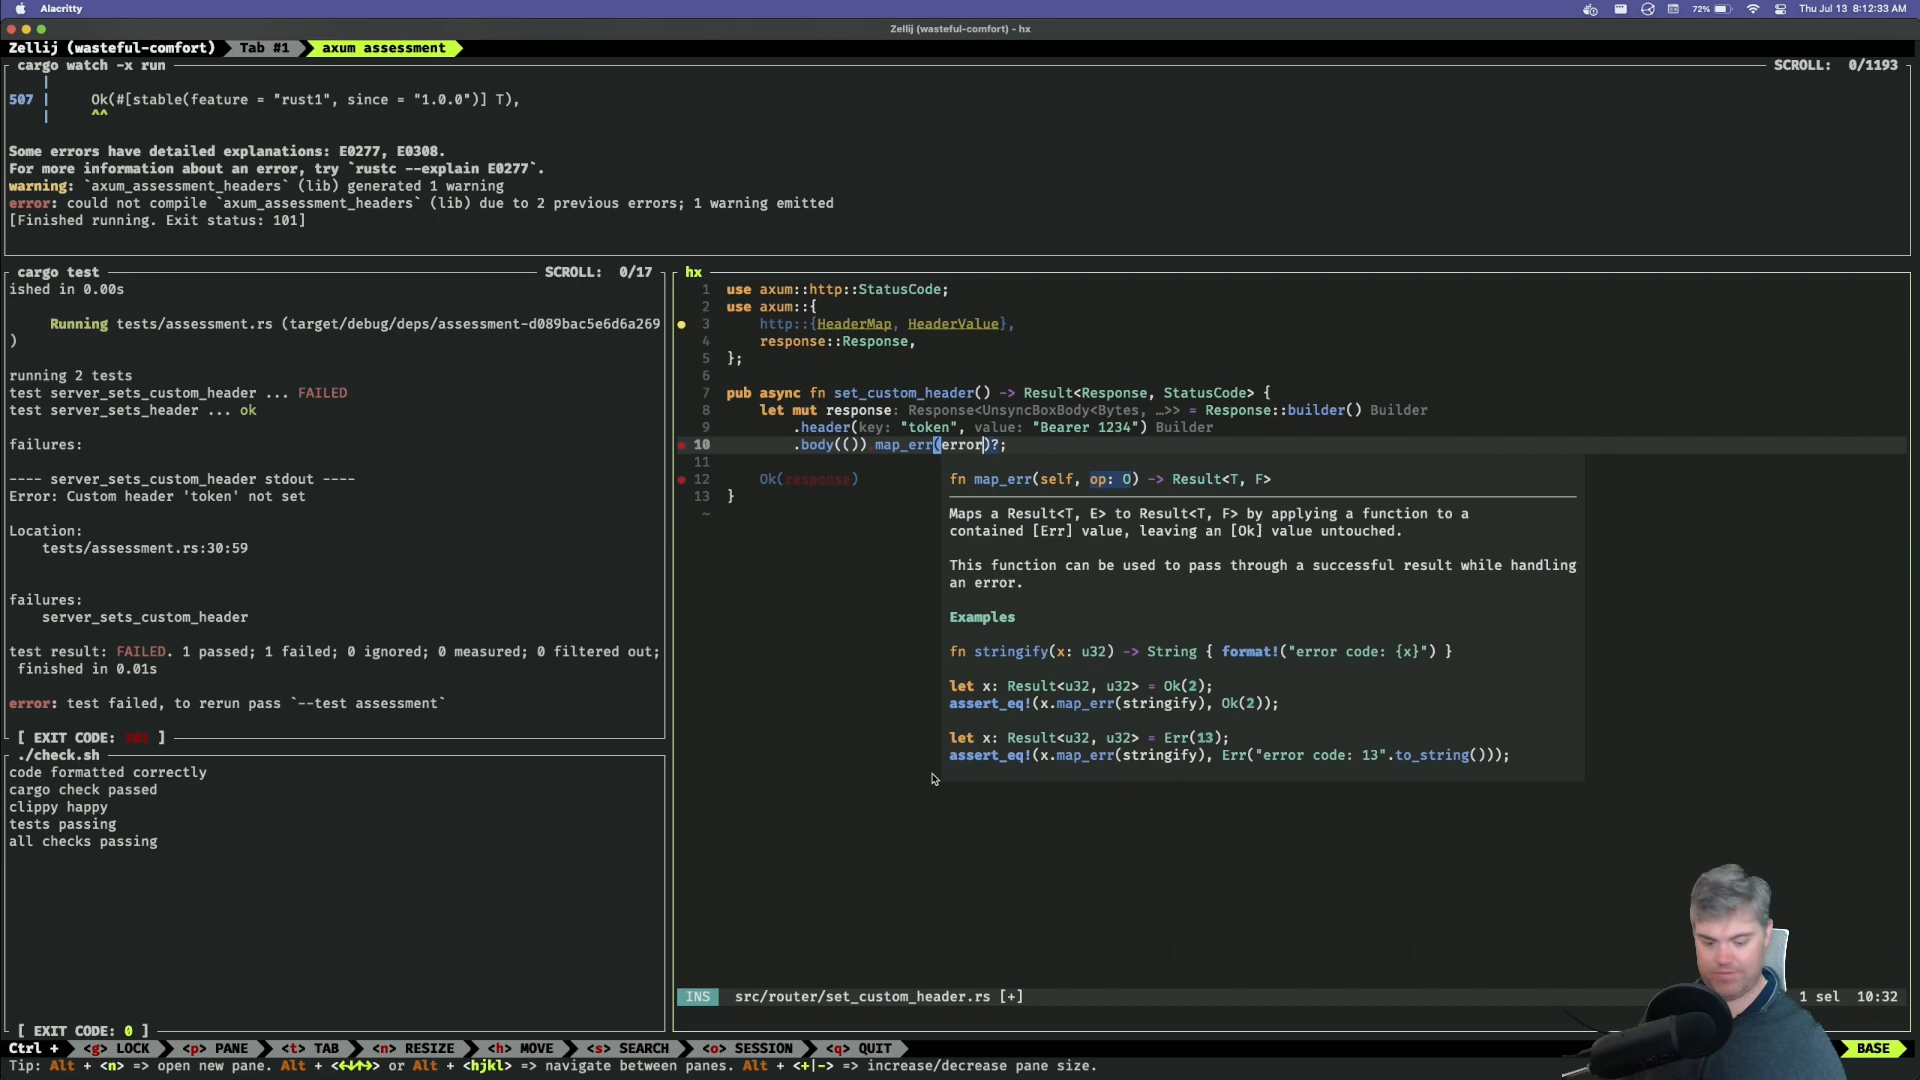 Alacritty
72%
Thu Jul 13 8:12:33 AM
Zellij (wasteful-comfort) - hx
Zellij (wasteful-comfort) Tab #1 axum assessment
cargo watch -x run SCROLL: 0/1193
507 | Ok(#[stable(feature = "rust1", since = "1.0.0")] T),
| ^^
Some errors have detailed explanations: E0277, E0308.
For more information about an error, try `rustc --explain E0277`.
warning: `axum_assessment_headers` (lib) generated 1 warning
error: could not compile `axum_assessment_headers` (lib) due to 2 previous errors; 1 warning emitted
[Finished running. Exit status: 101]
cargo test SCROLL: 0/17
ished in 0.00s
Running tests/assessment.rs (target/debug/deps/assessment-d089bac5e6d6a269
)
running 2 tests
test server_sets_custom_header ... FAILED
test server_sets_header ... ok
failures:
---- server_sets_custom_header stdout ----
Error: Custom header 'token' not set
Location:
tests/assessment.rs:30:59
failures:
server_sets_custom_header
test result: FAILED. 1 passed; 1 failed; 0 ignored; 0 measured; 0 filtered out;
finished in 0.01s
error: test failed, to rerun pass `--test assessment`
[ EXIT CODE: 101 ]
./check.sh
code formatted correctly
cargo check passed
clippy happy
tests passing
all checks passing
[ EXIT CODE: 0 ]
hx
1 use axum::http::StatusCode;
2 use axum::{
3 http::{HeaderMap, HeaderValue},
4 response::Response,
5 };
6
7 pub async fn set_custom_header() -> Result<Response, StatusCode> {
8 let mut response: Response<UnsyncBoxBody<Bytes, …>> = Response::builder() Builder
9 .header(key: "token", value: "Bearer 1234") Builder
10 .body(()).map_err(error)?;
11
12 Ok(response)
13 }
~
fn map_err(self, op: O) -> Result<T, F>
Maps a Result<T, E> to Result<T, F> by applying a function to a
contained [Err] value, leaving an [Ok] value untouched.
This function can be used to pass through a successful result while handling
an error.
Examples
fn stringify(x: u32) -> String { format!("error code: {x}") }
let x: Result<u32, u32> = Ok(2);
assert_eq!(x.map_err(stringify), Ok(2));
let x: Result<u32, u32> = Err(13);
assert_eq!(x.map_err(stringify), Err("error code: 13".to_string()));
INS src/router/set_custom_header.rs [+] 1 sel 10:32
Ctrl + <g> LOCK <p> PANE <t> TAB <n> RESIZE <h> MOVE <s> SEARCH <o> SESSION <q> QUIT BASE
Tip: Alt + <n> => open new pane. Alt + <←↓↑→> or Alt + <hjkl> => navigate between panes. Alt + <+|-> => increase/decrease pane size.